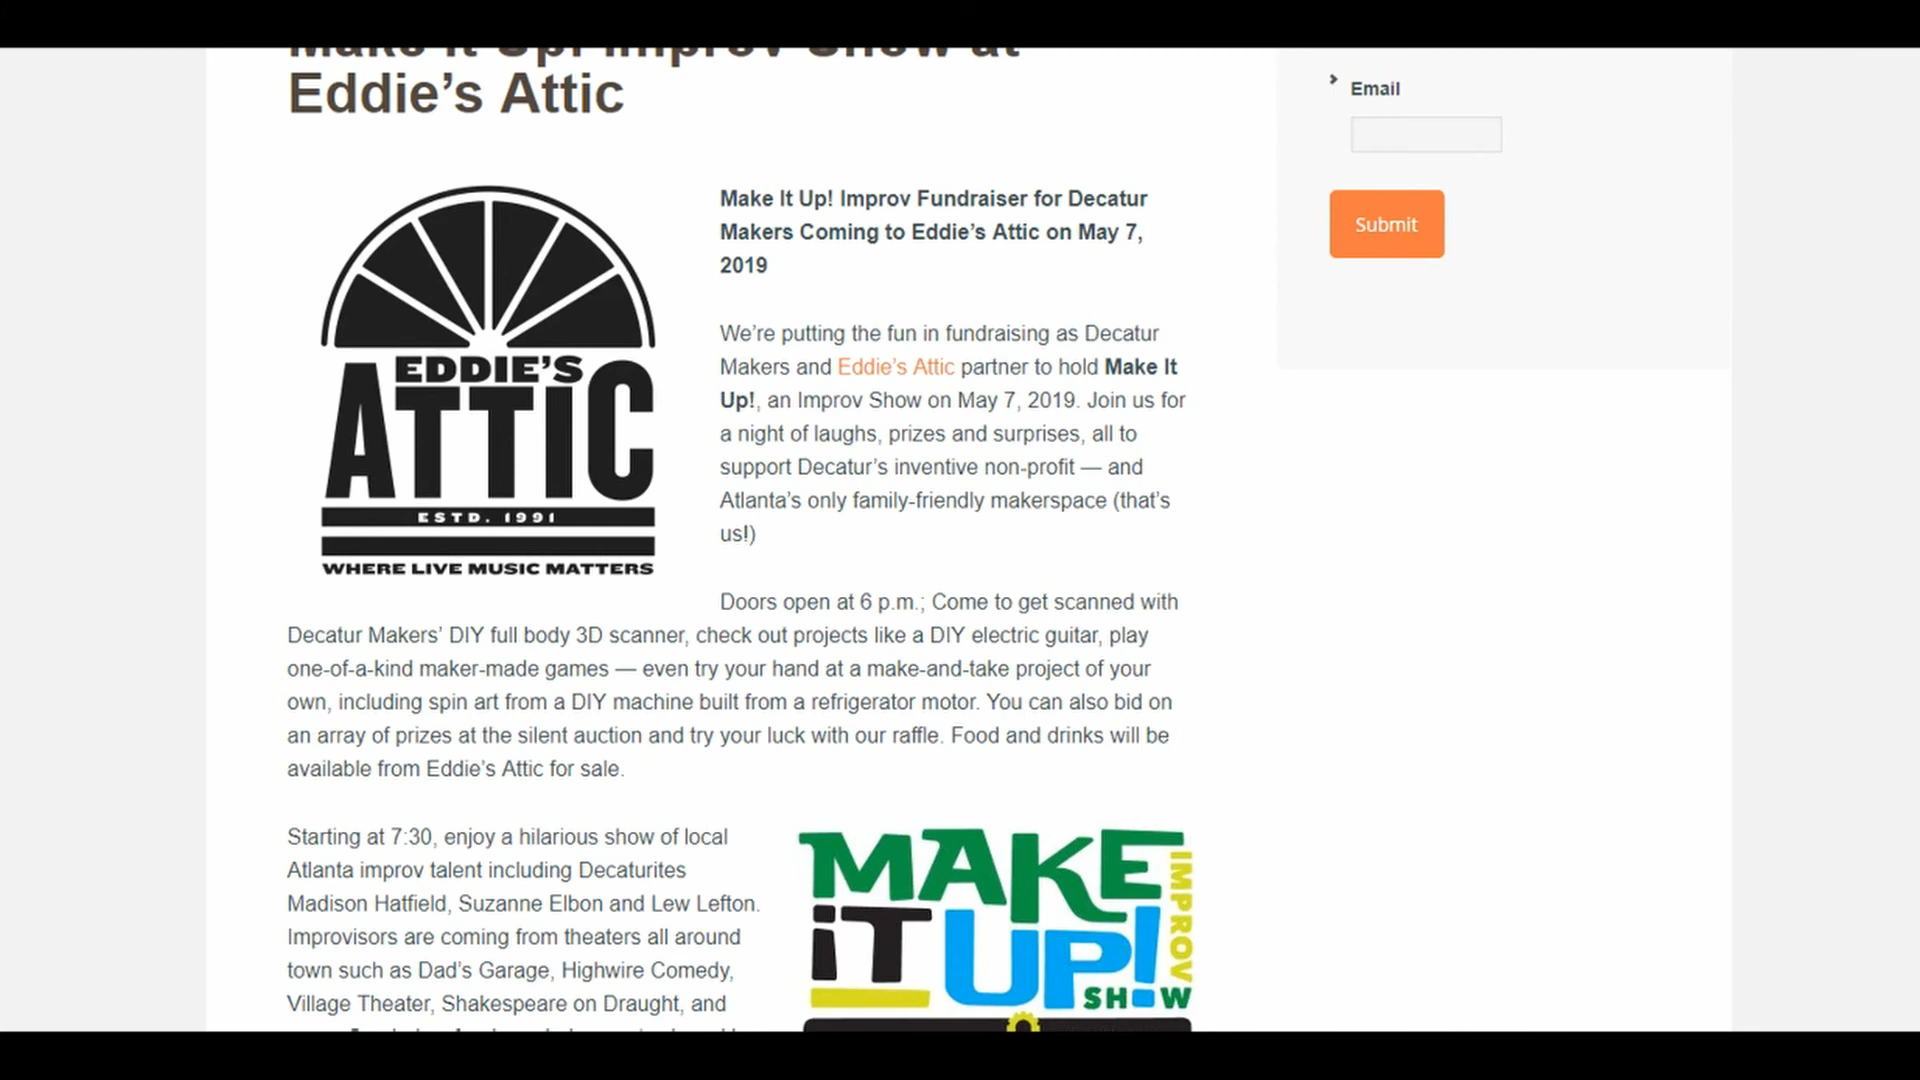 Make It Up! Improv Show at
Eddie’s Attic
Email
Submit
EDDIE'S
ATTIC
ESTD. 1991
WHERE LIVE MUSIC MATTERS
Make It Up! Improv Fundraiser for Decatur
Makers Coming to Eddie’s Attic on May 7,
2019
We’re putting the fun in fundraising as Decatur
Makers and Eddie’s Attic partner to hold Make It
Up!, an Improv Show on May 7, 2019. Join us for
a night of laughs, prizes and surprises, all to
support Decatur’s inventive non-profit — and
Atlanta’s only family-friendly makerspace (that’s
us!)
Doors open at 6 p.m.; Come to get scanned with
Decatur Makers’ DIY full body 3D scanner, check out projects like a DIY electric guitar, play
one-of-a-kind maker-made games — even try your hand at a make-and-take project of your
own, including spin art from a DIY machine built from a refrigerator motor. You can also bid on
an array of prizes at the silent auction and try your luck with our raffle. Food and drinks will be
available from Eddie’s Attic for sale.
Starting at 7:30, enjoy a hilarious show of local
Atlanta improv talent including Decaturites
Madison Hatfield, Suzanne Elbon and Lew Lefton.
Improvisors are coming from theaters all around
town such as Dad’s Garage, Highwire Comedy,
Village Theater, Shakespeare on Draught, and
MAKE
IT UP!
IMPROV
SHOW